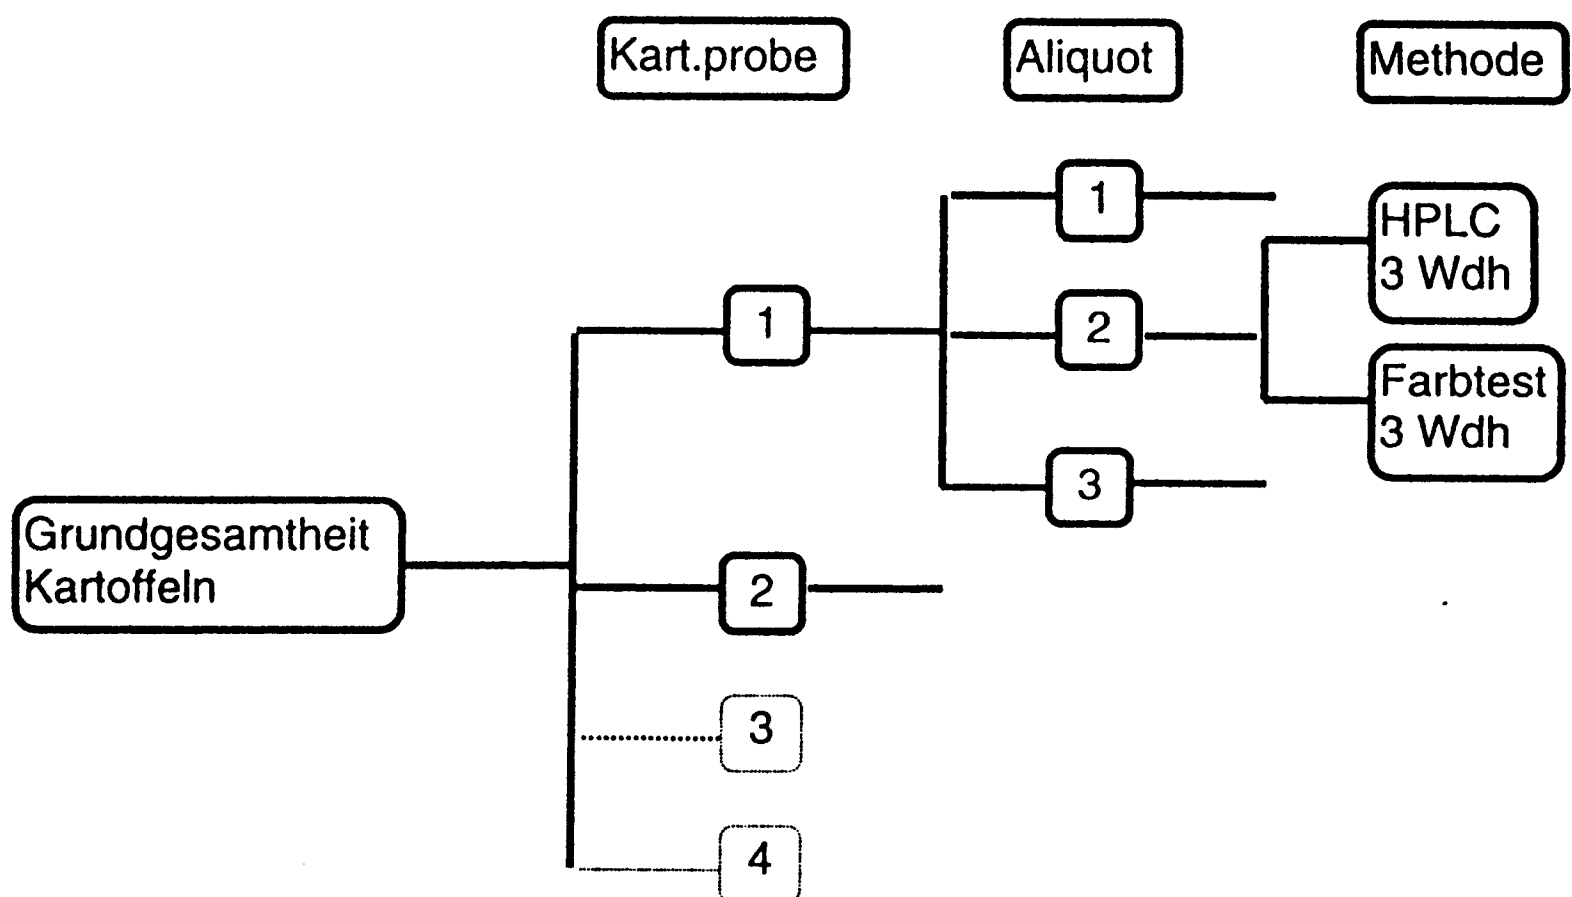 Kart.probe
Aliquot
Methode
1
HPLC
3 Wdh
1
2
Farbtest
3 Wdh
3
Grundgesamtheit
Kartoffeln
2
3
4